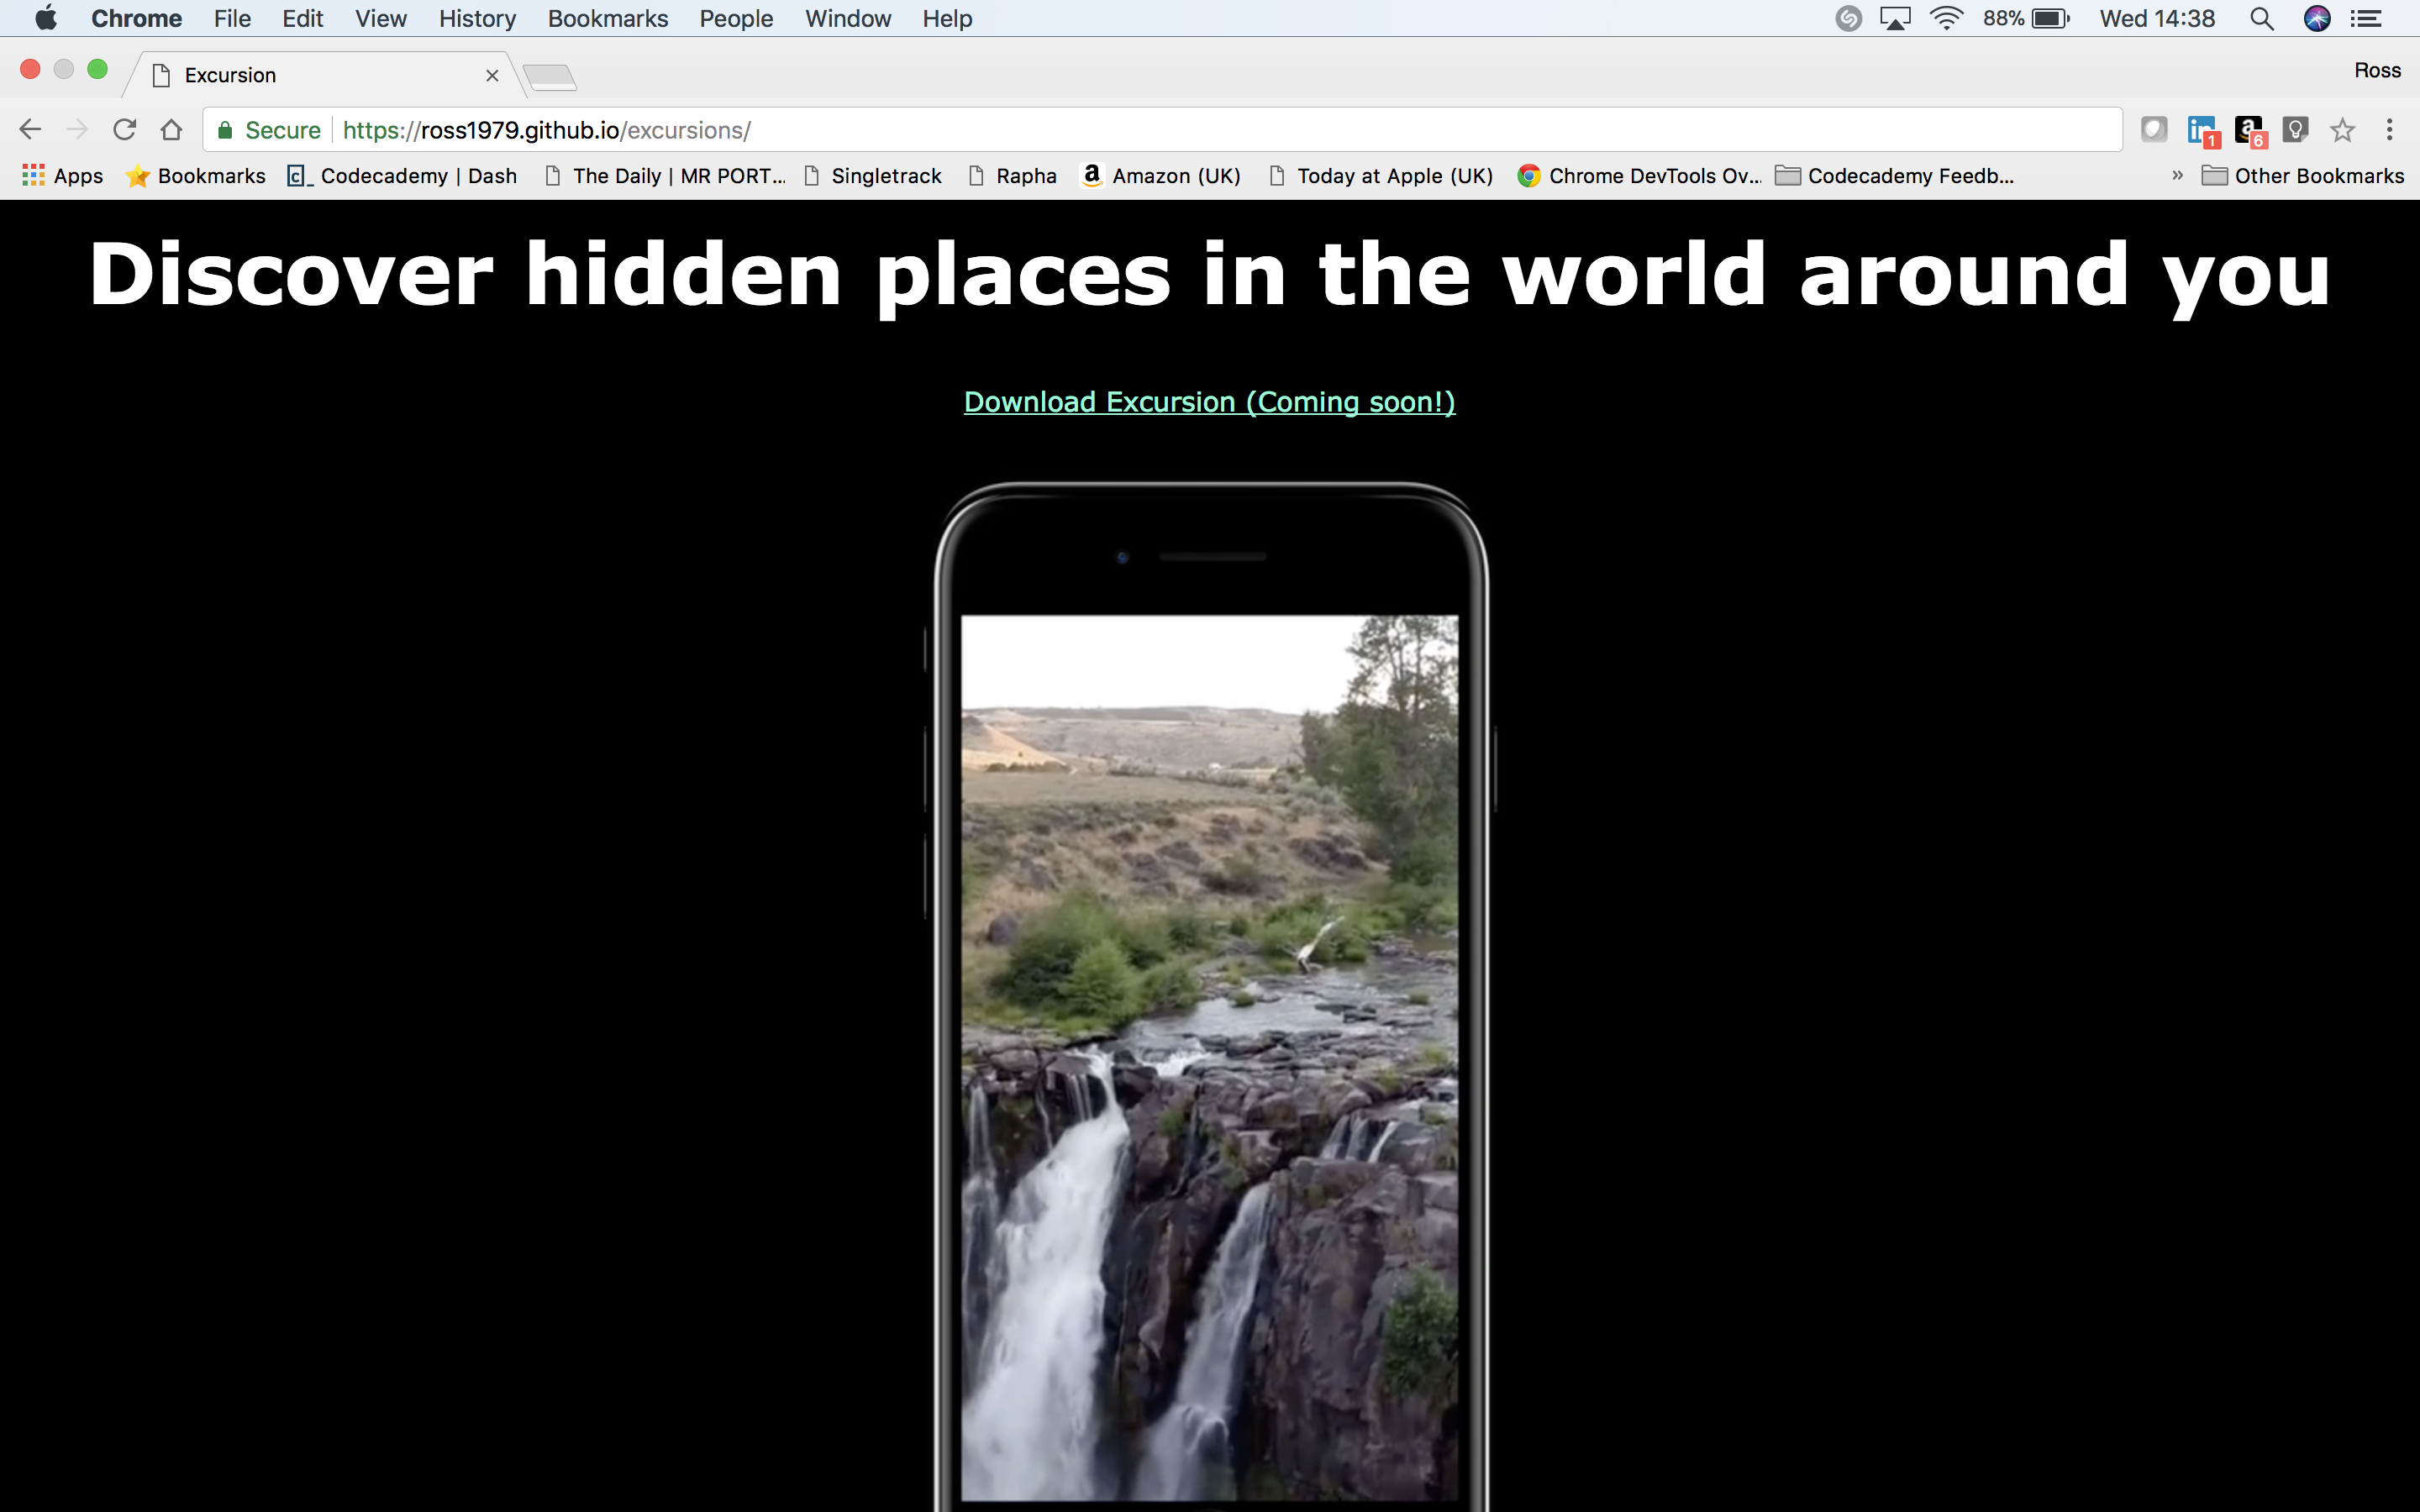 Chrome File Edit View History Bookmarks People Window Help 88% Wed 14:38
Excursion Ross
Secure https://ross1979.github.io/excursions/ in 1 a 6
Apps Bookmarks c_ Codecademy | Dash The Daily | MR PORT... Singletrack Rapha a Amazon (UK) Today at Apple (UK) Chrome DevTools Ov... Codecademy Feedb... » Other Bookmarks
Discover hidden places in the world around you
Download Excursion (Coming soon!)